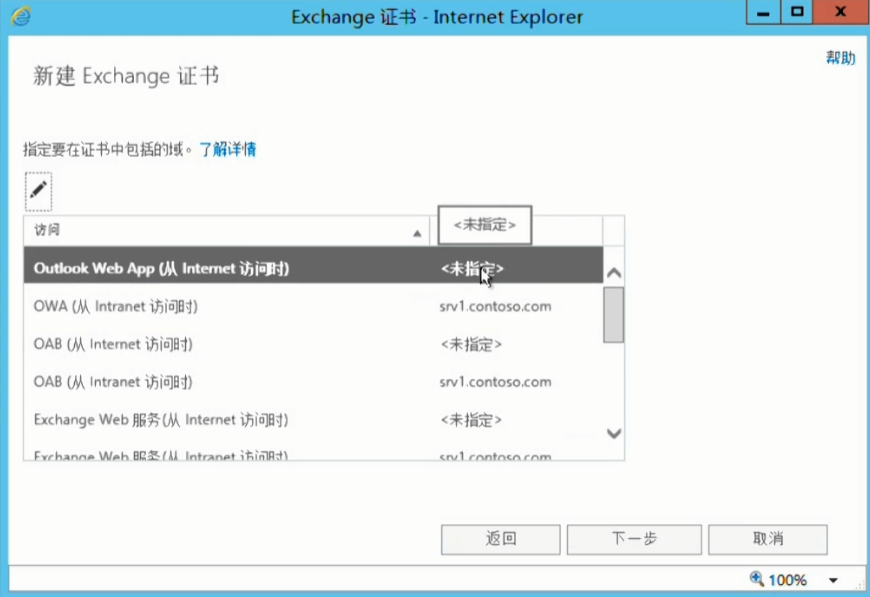 Exchange 证书 - Internet Explorer
帮助
新建 Exchange 证书
指定要在证书中包括的域。了解详情
访问
<未指定>
Outlook Web App (从 Internet 访问时) <未指定>
OWA (从 Intranet 访问时) srv1.contoso.com
OAB (从 Internet 访问时) <未指定>
OAB (从 Intranet 访问时) srv1.contoso.com
Exchange Web 服务(从 Internet 访问时) <未指定>
Exchange Web 服务(从 Intranet 访问时) srv1.contoso.com
返回 下一步 取消
100%